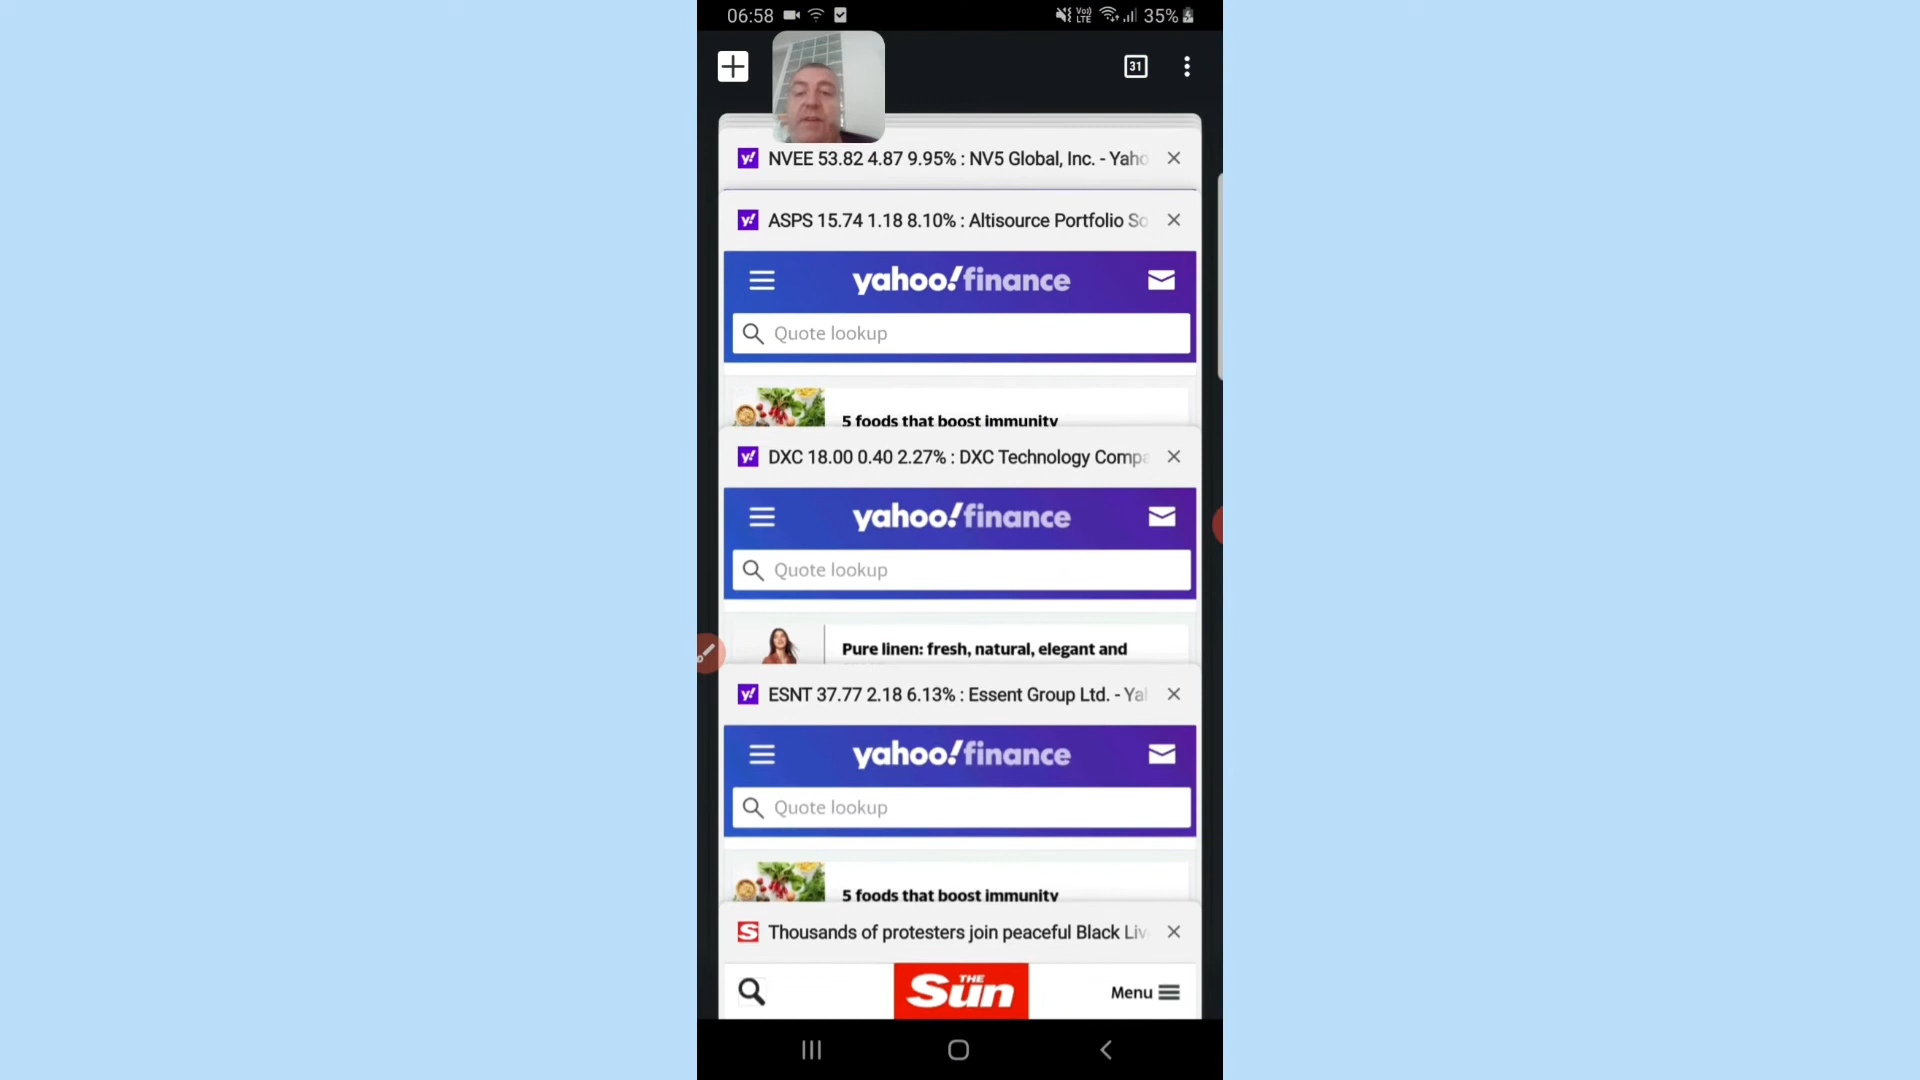 06:58
Vo)
LTE
35%
31
NVEE 53.82 4.87 9.95% : NV5 Global, Inc. - Yaho
ASPS 15.74 1.18 8.10% : Altisource Portfolio So
yahoo!finance
Quote lookup
5 foods that boost immunity
DXC 18.00 0.40 2.27% : DXC Technology Compa
yahoo!finance
Quote lookup
Pure linen: fresh, natural, elegant and
ESNT 37.77 2.18 6.13% : Essent Group Ltd. - Yah
yahoo!finance
Quote lookup
5 foods that boost immunity
Thousands of protesters join peaceful Black Liv
THE
Sun
Menu